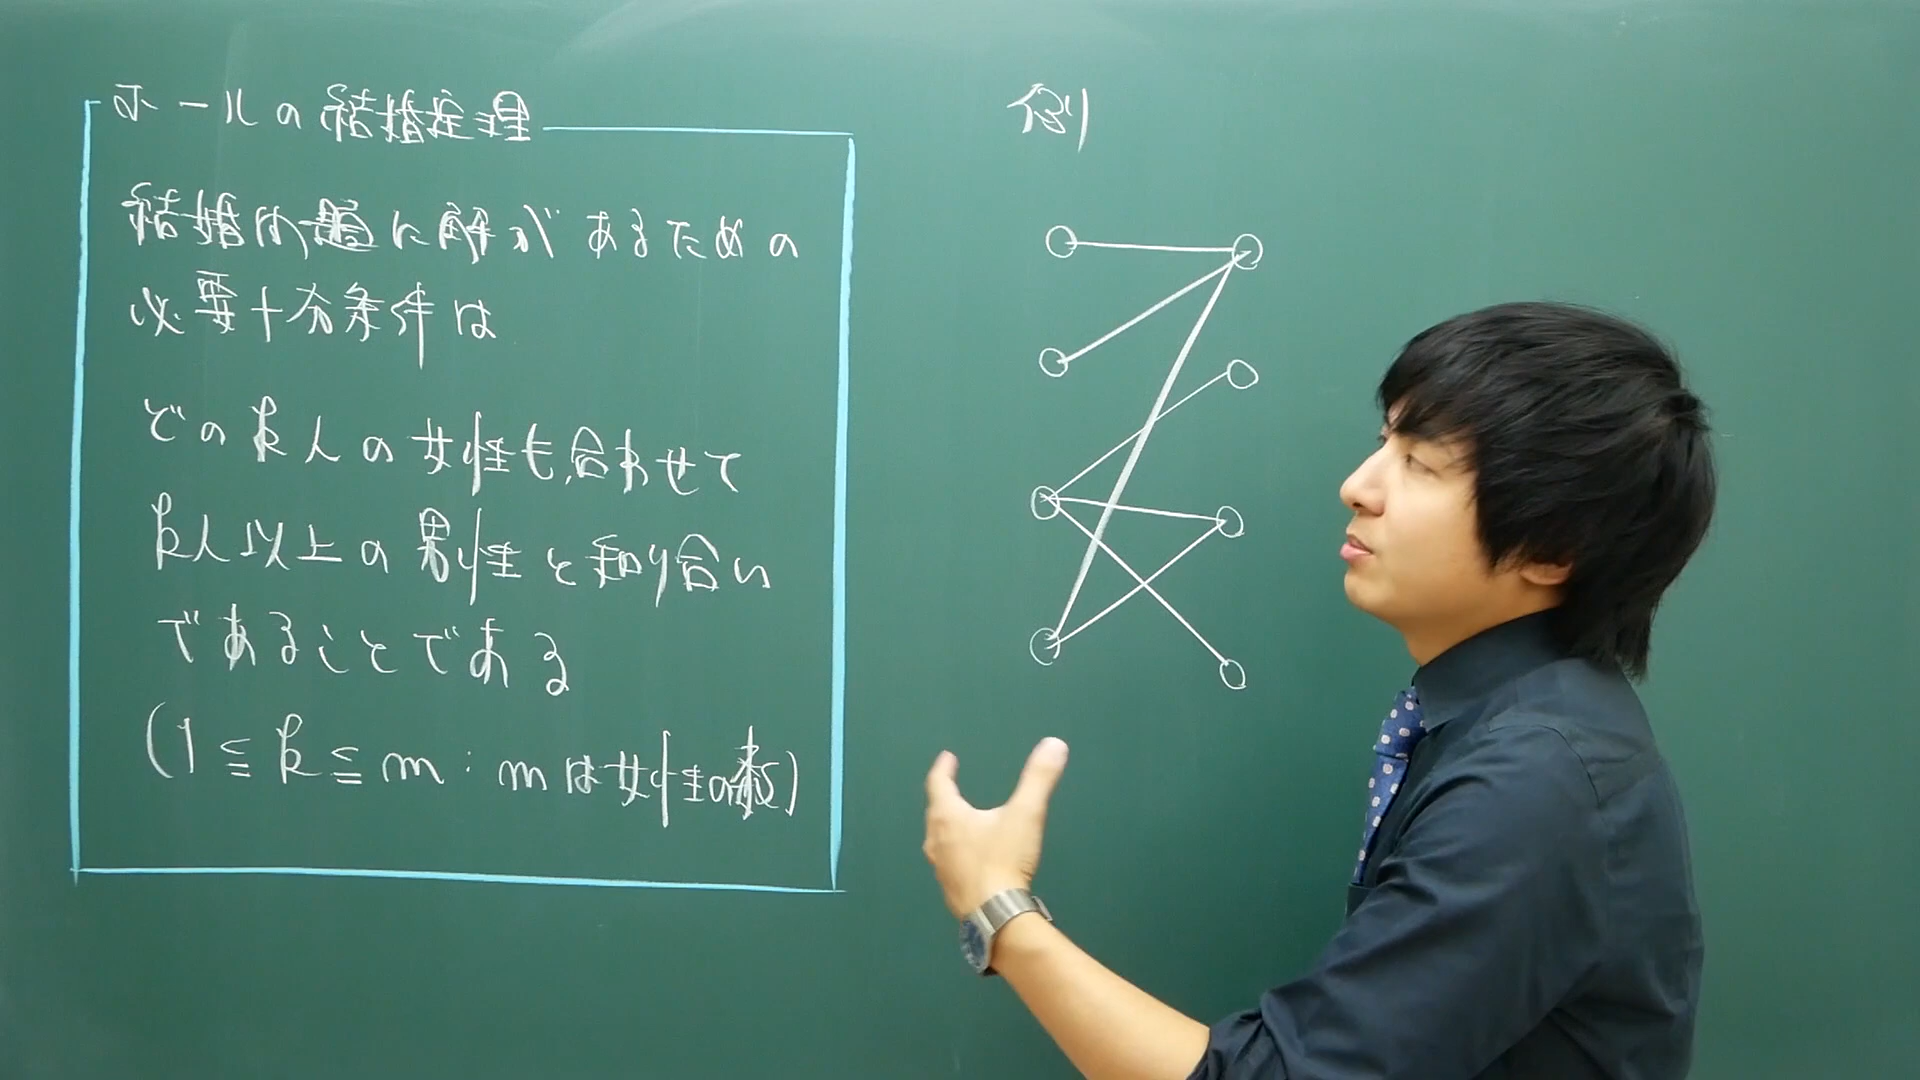 ホールの結婚定理
結婚問題に解があるための
必要十分条件は
どのk人の女性も,合わせて
k人以上の男性と知り合い
であることである
(1≦k≦m:mは女性の数)
例